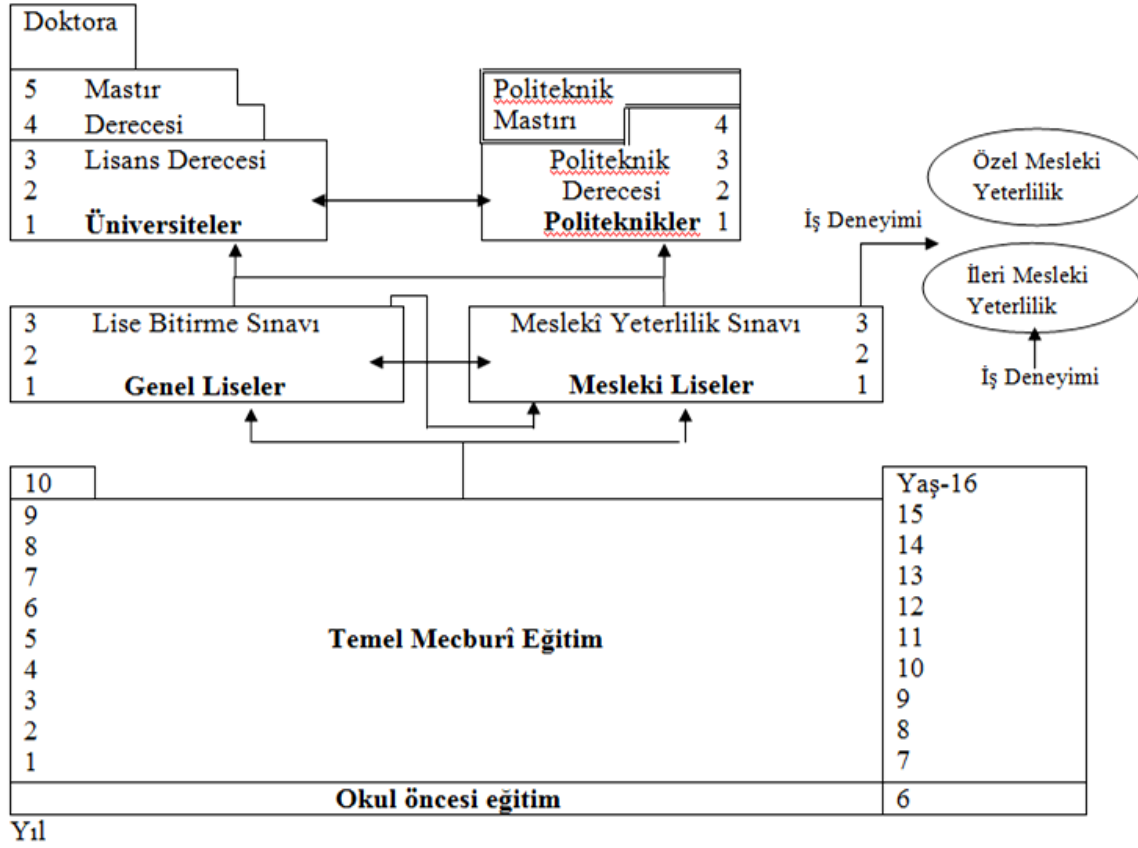 Doktora
5 Mastır
4 Derecesi
3 Lisans Derecesi
2
1 Üniversiteler
Politeknik
Mastırı 4
Politeknik 3
Derecesi 2
Politeknikler 1
Özel Mesleki
Yeterlilik
İş Deneyimi
İleri Mesleki
Yeterlilik
İş Deneyimi
3 Lise Bitirme Sınavı
2
1 Genel Liseler
Meslekî Yeterlilik Sınavı 3
2
Mesleki Liseler 1
10 Yaş-16
9 15
8 14
7 13
6 12
5 Temel Mecburî Eğitim 11
4 10
3 9
2 8
1 7
Okul öncesi eğitim 6
Yıl